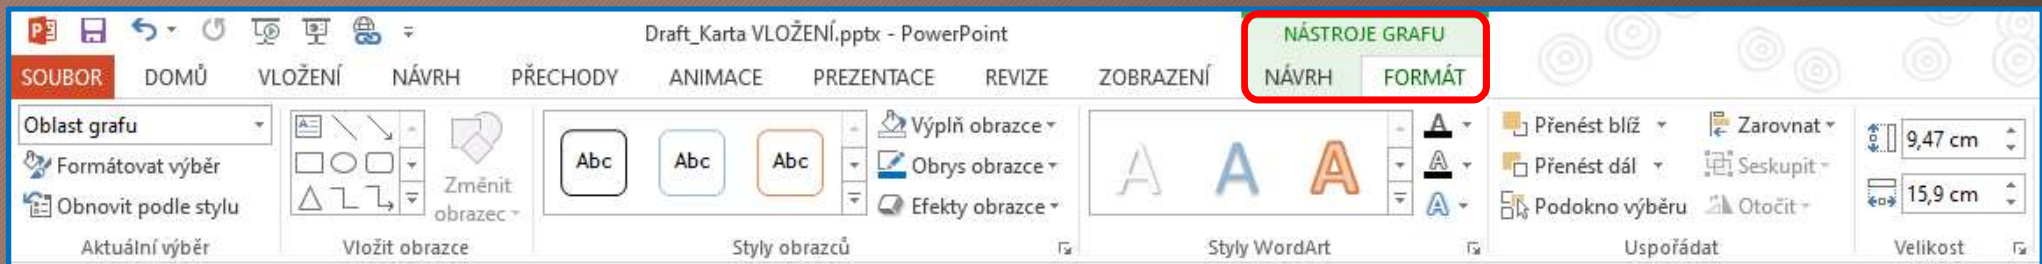 Draft_Karta VLOŽENÍ.pptx - PowerPoint
NÁSTROJE GRAFU
SOUBOR DOMŮ VLOŽENÍ NÁVRH PŘECHODY ANIMACE PREZENTACE REVIZE ZOBRAZENÍ NÁVRH FORMÁT
Oblast grafu
Formátovat výběr
Obnovit podle stylu
Aktuální výběr
Změnit
obrazec
Vložit obrazce
Abc Abc Abc
Výplň obrazce
Obrys obrazce
Efekty obrazce
Styly obrazců
A A A
A
A
A
Styly WordArt
Přenést blíž
Přenést dál
Podokno výběru
Zarovnat
Seskupit
Otočit
Uspořádat
9,47 cm
15,9 cm
Velikost